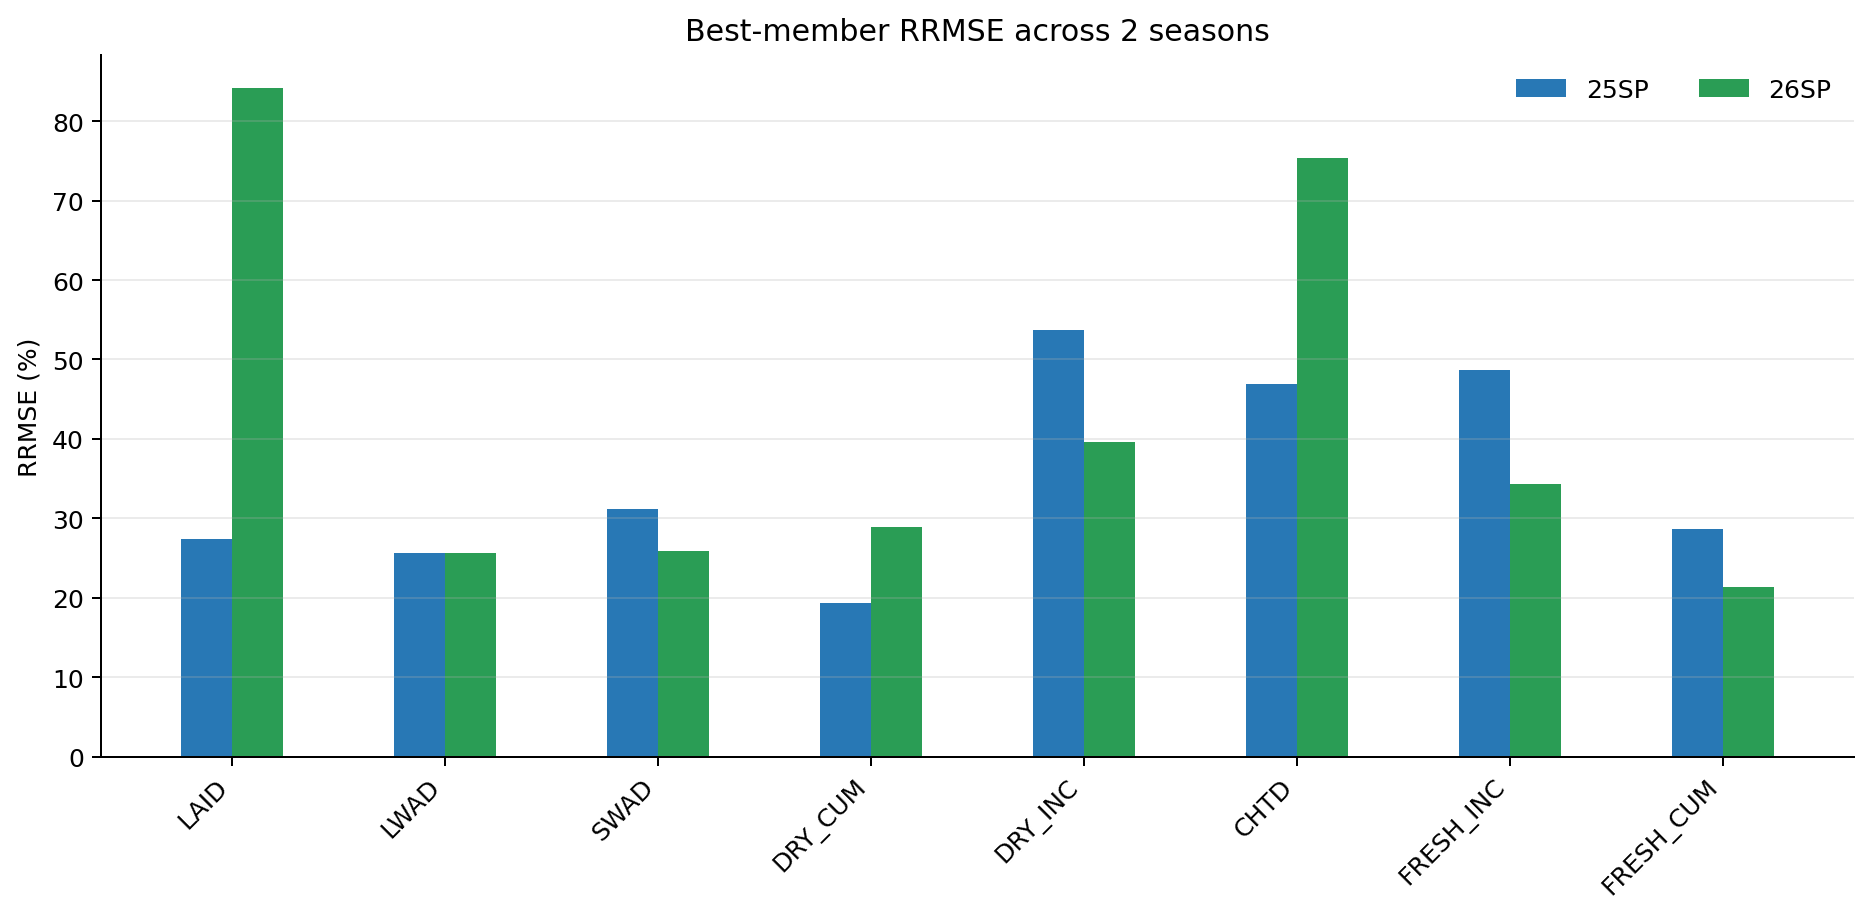 Best-member RRMSE across 2 seasons
25SP 26SP
RRMSE (%)
80
70
60
50
40
30
20
10
0
LAID LWAD SWAD DRY_CUM DRY_INC CHTD FRESH_INC FRESH_CUM